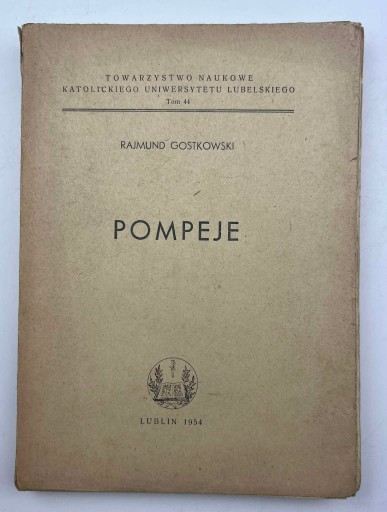 TOWARZYSTWO NAUKOWE
KATOLICKIEGO UNIWERSYTETU LUBELSKIEGO
Tom 44
RAJMUND GOSTKOWSKI
POMPEJE
LUBLIN 1954